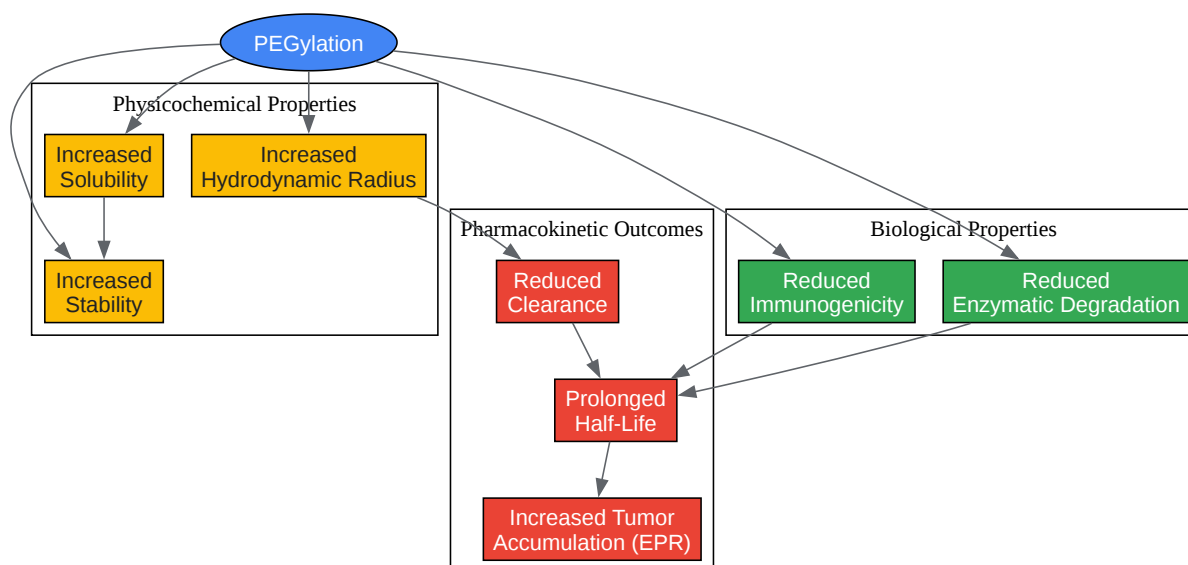 PEGylation
Physicochemical Properties
Increased
Solubility
Increased
Hydrodynamic Radius
Increased
Stability
Pharmacokinetic Outcomes
Reduced
Clearance
Prolonged
Half-Life
Increased Tumor
Accumulation (EPR)
Biological Properties
Reduced
Immunogenicity
Reduced
Enzymatic Degradation